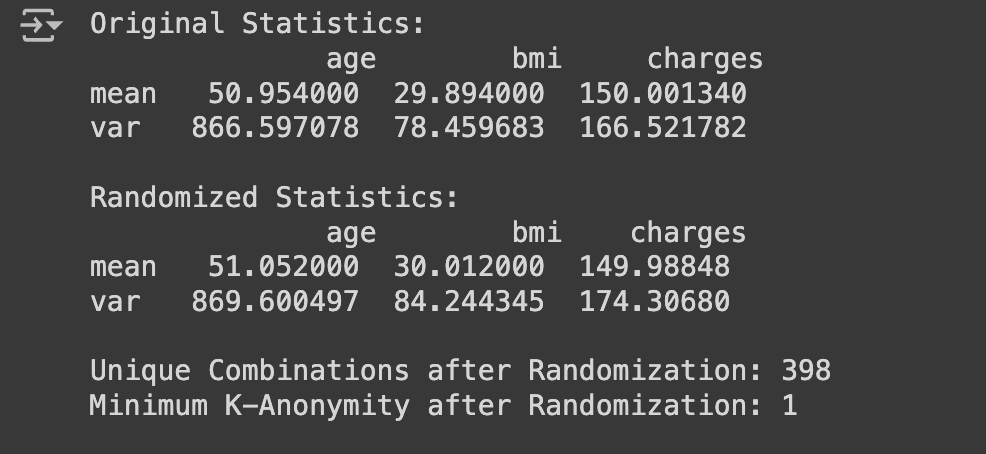 Original Statistics:
age bmi charges
mean 50.954000 29.894000 150.001340
var 866.597078 78.459683 166.521782
Randomized Statistics:
age bmi charges
mean 51.052000 30.012000 149.98848
var 869.600497 84.244345 174.30680
Unique Combinations after Randomization: 398
Minimum K-Anonymity after Randomization: 1